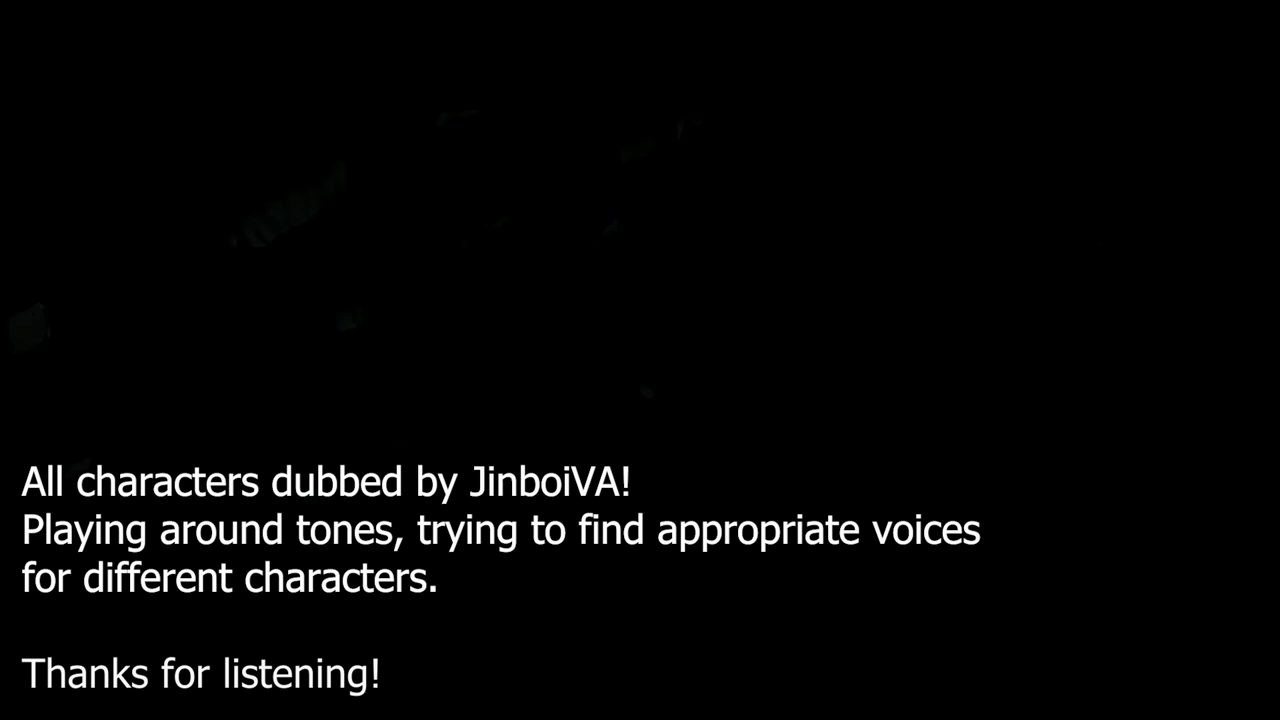 All characters dubbed by JinboiVA!
Playing around tones, trying to find appropriate voices
for different characters.
Thanks for listening!